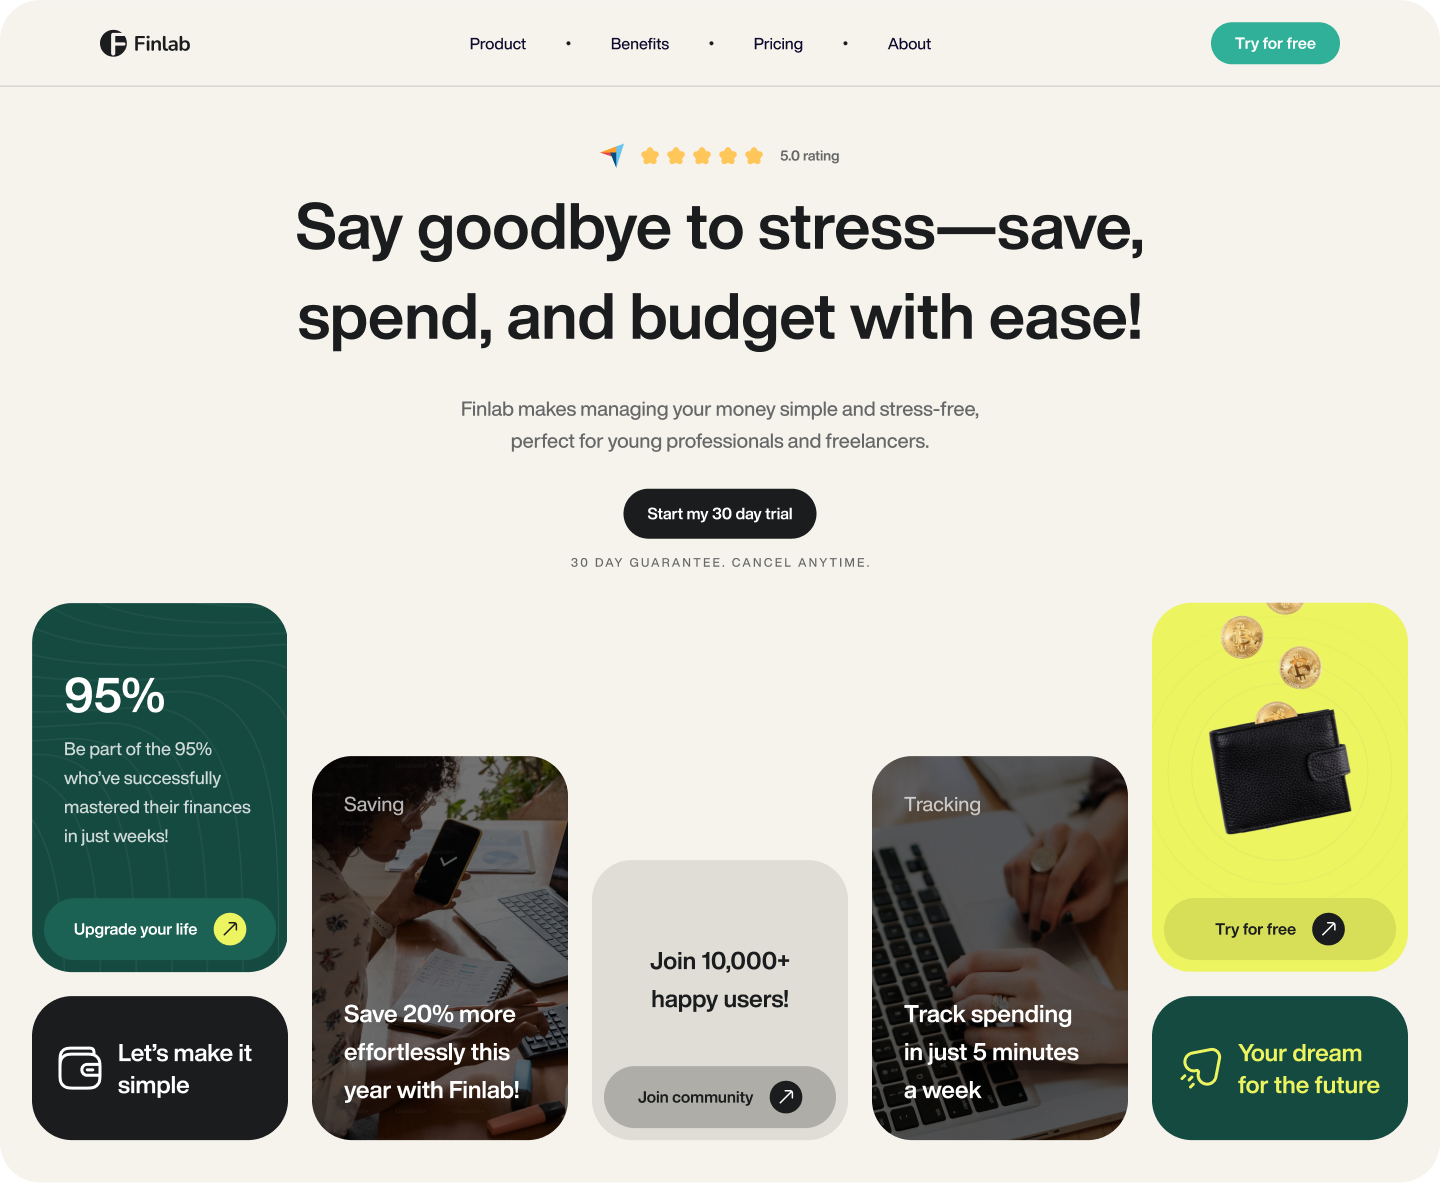 Finlab
Product • Benefits • Pricing • About
Try for free
5.0 rating
Say goodbye to stress—save,
spend, and budget with ease!
Finlab makes managing your money simple and stress-free,
perfect for young professionals and freelancers.
Start my 30 day trial
30 DAY GUARANTEE. CANCEL ANYTIME.
95%
Be part of the 95%
who’ve successfully
mastered their finances
in just weeks!
Upgrade your life
Let’s make it
simple
Saving
Save 20% more
effortlessly this
year with Finlab!
Join 10,000+
happy users!
Join community
Tracking
Track spending
in just 5 minutes
a week
Try for free
Your dream
for the future